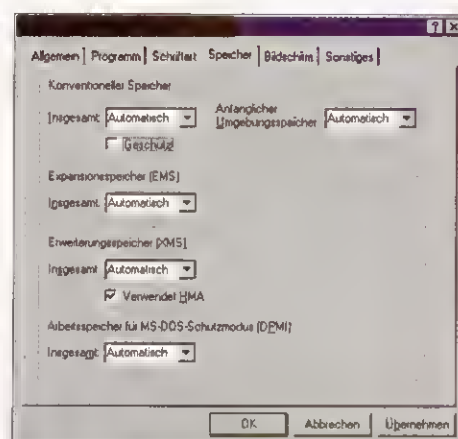 ? ×
Allgemein Programm Schriftart Speicher Bildschirm Sonstiges
Konventioneller Speicher
Insgesamt: Automatisch
Anfänglicher
Umgebungsspeicher Automatisch
Geschützt
Expansionsspeicher (EMS)
Insgesamt: Automatisch
Erweiterungsspeicher (XMS)
Insgesamt: Automatisch
Verwendet HMA
Arbeitsspeicher für MS-DOS-Schutzmodus (DPMI)
Insgesamt: Automatisch
OK Abbrechen Übernehmen